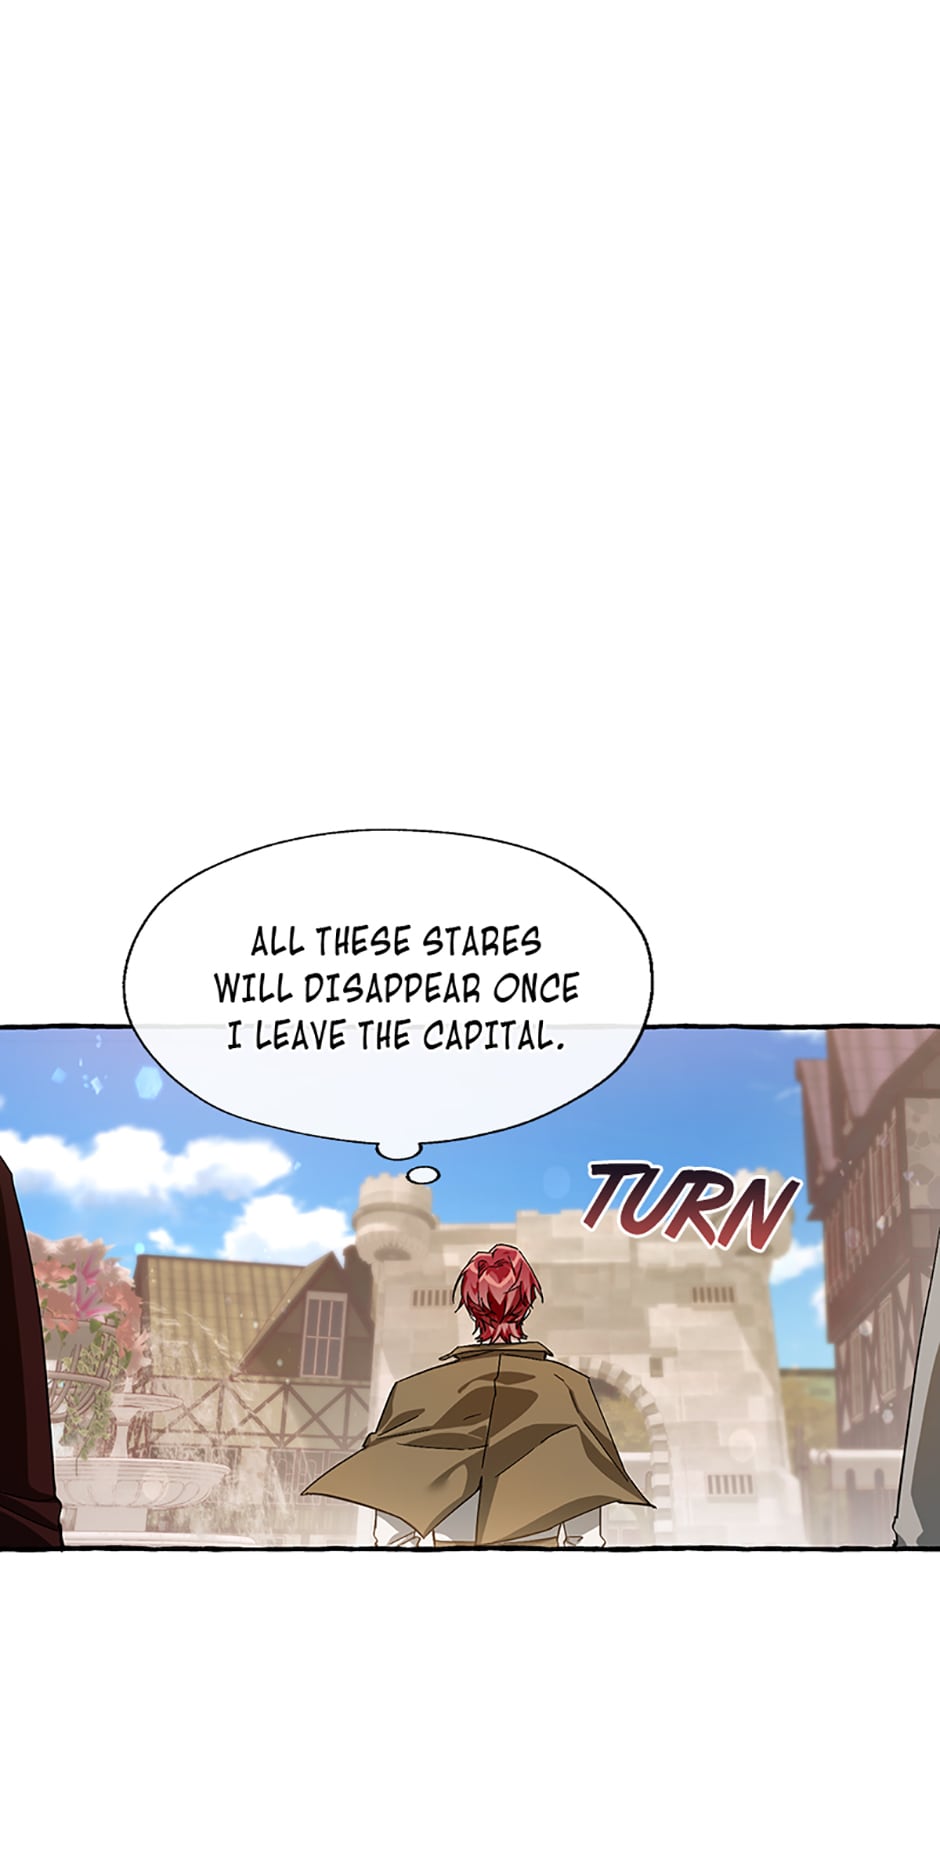 ALL THESE STARES
WILL DISAPPEAR ONCE
I LEAVE THE CAPITAL.
TURN